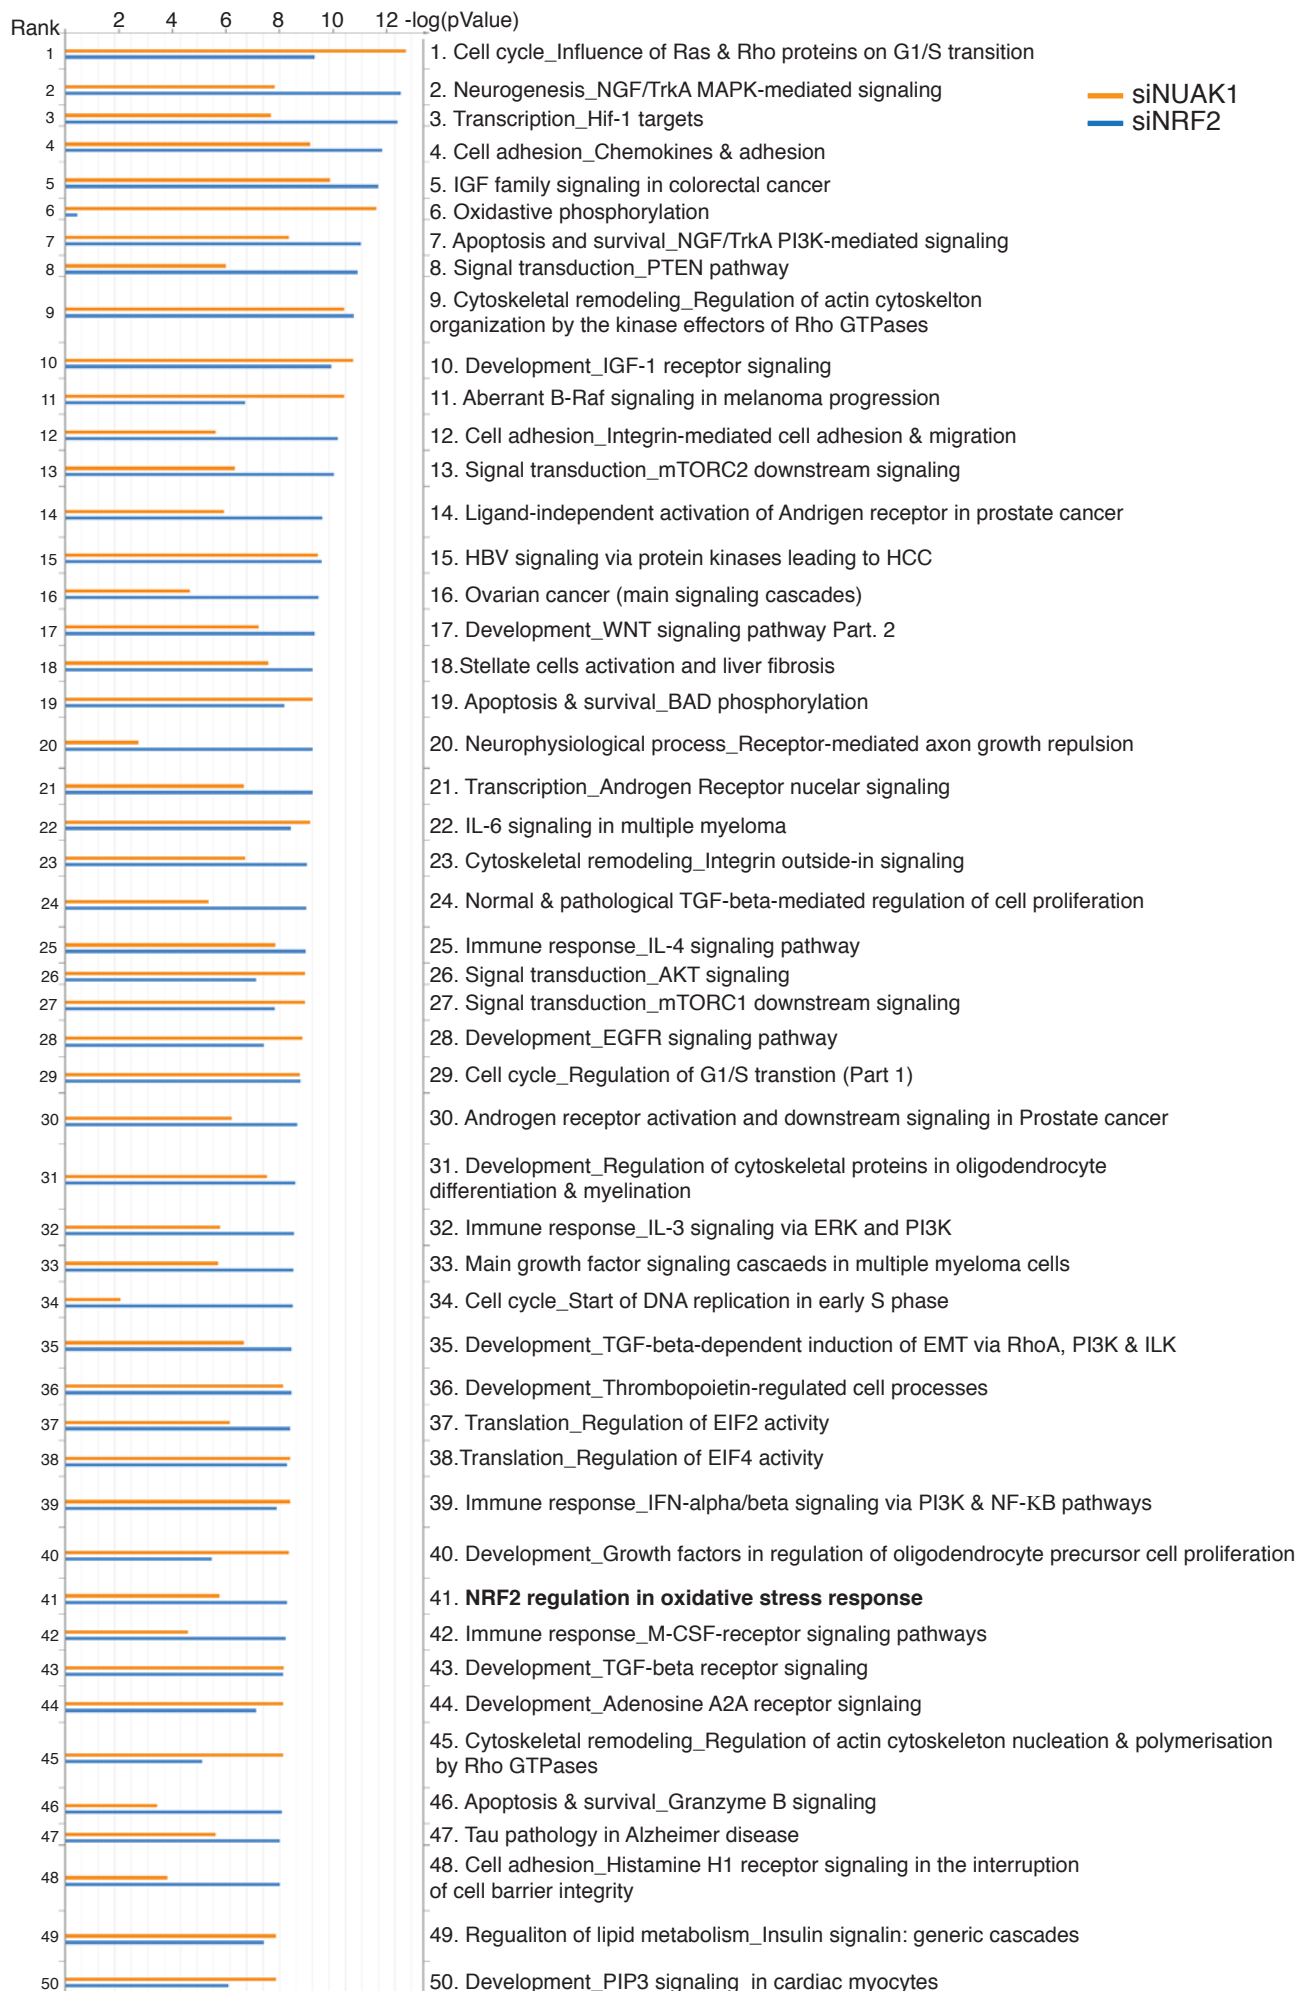 Rank 2 4 6 8 10 12 -log(pValue)
siNUAK1
siNRF2
1 1. Cell cycle_Influence of Ras & Rho proteins on G1/S transition
2 2. Neurogenesis_NGF/TrkA MAPK-mediated signaling
3 3. Transcription_Hif-1 targets
4 4. Cell adhesion_Chemokines & adhesion
5 5. IGF family signaling in colorectal cancer
6 6. Oxidastive phosphorylation
7 7. Apoptosis and survival_NGF/TrkA PI3K-mediated signaling
8 8. Signal transduction_PTEN pathway
9 9. Cytoskeletal remodeling_Regulation of actin cytoskelton
organization by the kinase effectors of Rho GTPases
10 10. Development_IGF-1 receptor signaling
11 11. Aberrant B-Raf signaling in melanoma progression
12 12. Cell adhesion_Integrin-mediated cell adhesion & migration
13 13. Signal transduction_mTORC2 downstream signaling
14 14. Ligand-independent activation of Andrigen receptor in prostate cancer
15 15. HBV signaling via protein kinases leading to HCC
16 16. Ovarian cancer (main signaling cascades)
17 17. Development_WNT signaling pathway Part. 2
18 18.Stellate cells activation and liver fibrosis
19 19. Apoptosis & survival_BAD phosphorylation
20 20. Neurophysiological process_Receptor-mediated axon growth repulsion
21 21. Transcription_Androgen Receptor nucelar signaling
22 22. IL-6 signaling in multiple myeloma
23 23. Cytoskeletal remodeling_Integrin outside-in signaling
24 24. Normal & pathological TGF-beta-mediated regulation of cell proliferation
25 25. Immune response_IL-4 signaling pathway
26 26. Signal transduction_AKT signaling
27 27. Signal transduction_mTORC1 downstream signaling
28 28. Development_EGFR signaling pathway
29 29. Cell cycle_Regulation of G1/S transtion (Part 1)
30 30. Androgen receptor activation and downstream signaling in Prostate cancer
31 31. Development_Regulation of cytoskeletal proteins in oligodendrocyte
differentiation & myelination
32 32. Immune response_IL-3 signaling via ERK and PI3K
33 33. Main growth factor signaling cascaeds in multiple myeloma cells
34 34. Cell cycle_Start of DNA replication in early S phase
35 35. Development_TGF-beta-dependent induction of EMT via RhoA, PI3K & ILK
36 36. Development_Thrombopoietin-regulated cell processes
37 37. Translation_Regulation of EIF2 activity
38 38.Translation_Regulation of EIF4 activity
39 39. Immune response_IFN-alpha/beta signaling via PI3K & NF-κB pathways
40 40. Development_Growth factors in regulation of oligodendrocyte precursor cell proliferation
41 41. NRF2 regulation in oxidative stress response
42 42. Immune response_M-CSF-receptor signaling pathways
43 43. Development_TGF-beta receptor signaling
44 44. Development_Adenosine A2A receptor signlaing
45 45. Cytoskeletal remodeling_Regulation of actin cytoskeleton nucleation & polymerisation
by Rho GTPases
46 46. Apoptosis & survival_Granzyme B signaling
47 47. Tau pathology in Alzheimer disease
48 48. Cell adhesion_Histamine H1 receptor signaling in the interruption
of cell barrier integrity
49 49. Regualiton of lipid metabolism_Insulin signalin: generic cascades
50 50. Development_PIP3 signaling in cardiac myocytes